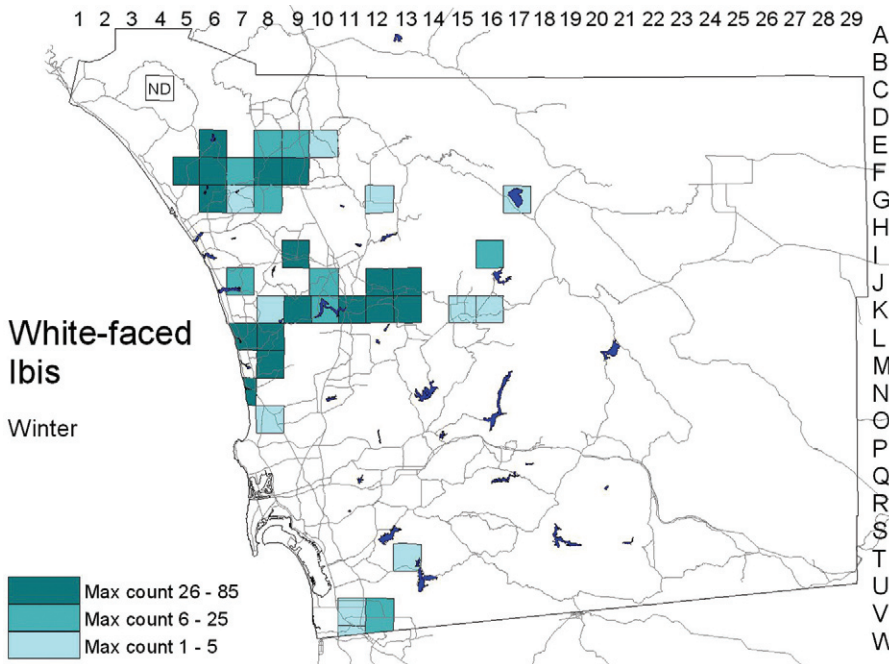 1 2 3 4 5 6 7 8 9 10 11 12 13 14 15 16 17 18 19 20 21 22 23 24 25 26 27 28 29
A
B
C
D
E
F
G
H
I
J
K
L
M
N
O
P
Q
R
S
T
U
V
W
ND
White-faced
Ibis
Winter
Max count 26 - 85
Max count 6 - 25
Max count 1 - 5